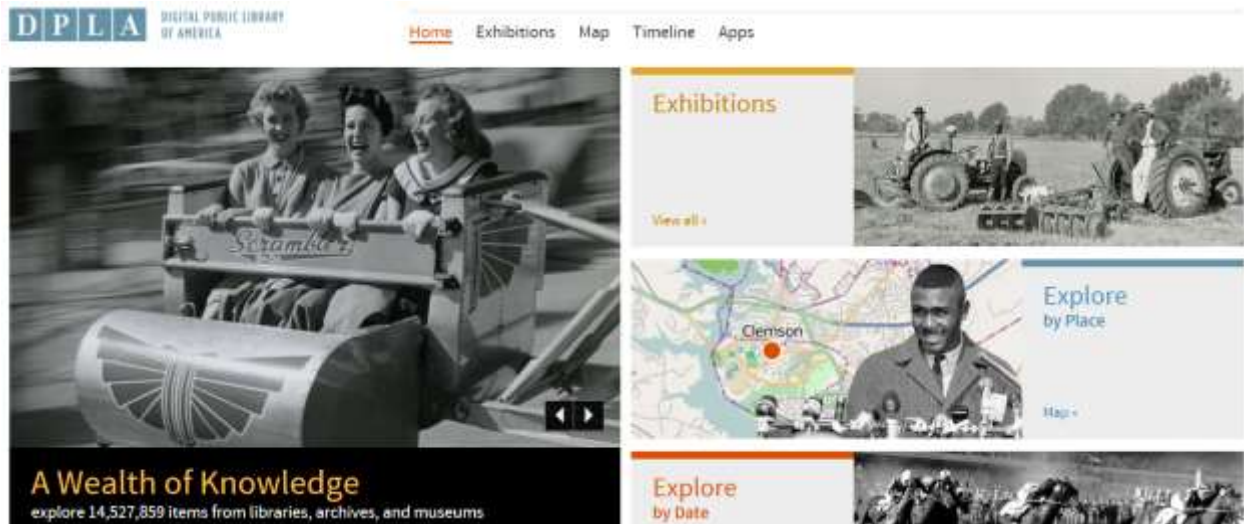 DPLA DIGITAL PUBLIC LIBRARY
OF AMERICA
Home Exhibitions Map Timeline Apps
Scrambler
Exhibitions
View all »
Clemson
Explore
by Place
Map »
A Wealth of Knowledge
explore 14,527,859 items from libraries, archives, and museums
Explore
by Date